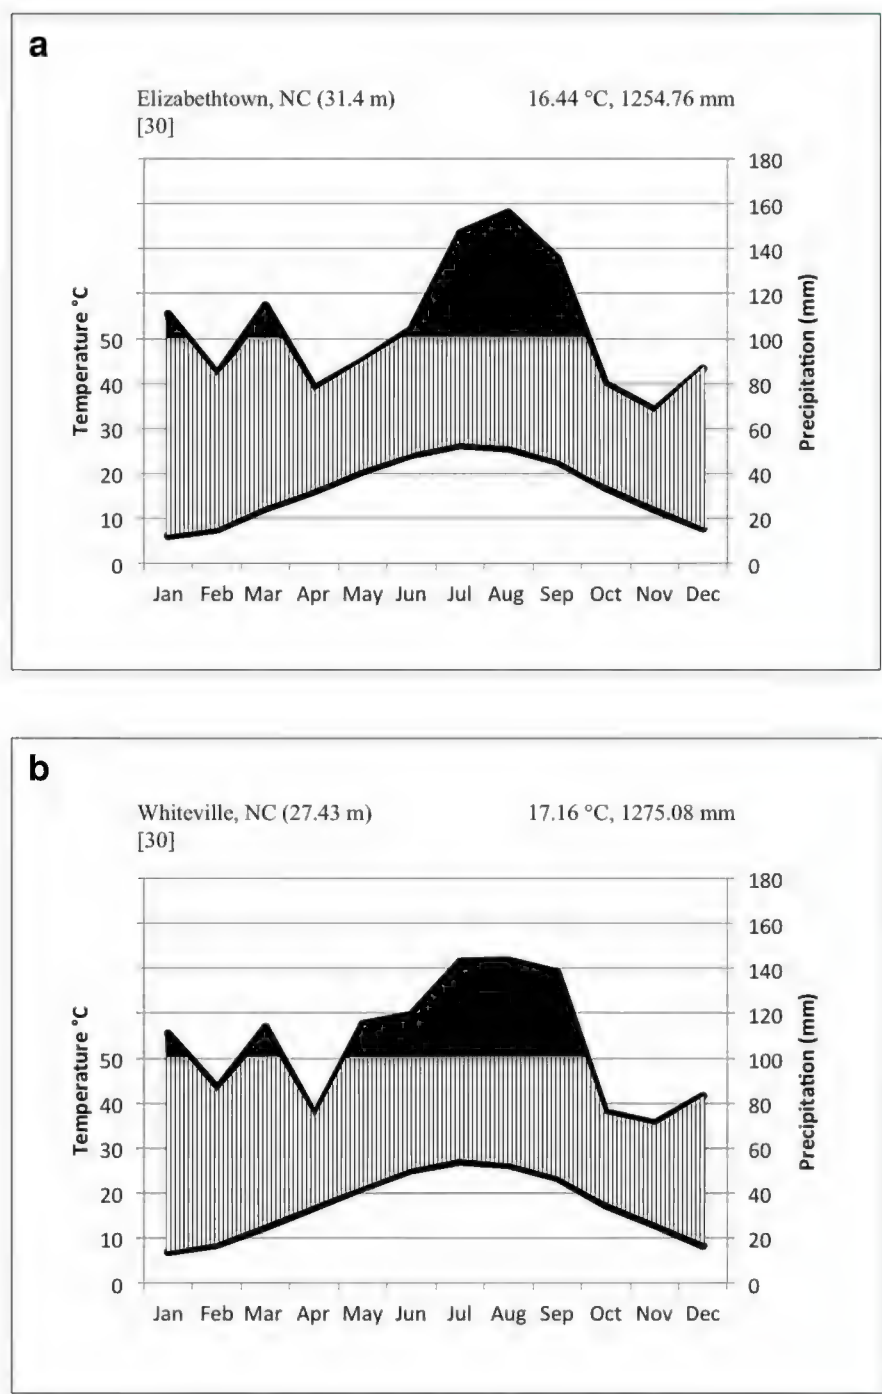 a
Elizabethtown, NC (31.4 m) 16.44 °C, 1254.76 mm
[30]
180
160
140
120
50 100
40 80
30 60
20 40
10 20
0 0
Temperature °C
Precipitation (mm)
Jan Feb Mar Apr May Jun Jul Aug Sep Oct Nov Dec
b
Whiteville, NC (27.43 m) 17.16 °C, 1275.08 mm
[30]
180
160
140
120
50 100
40 80
30 60
20 40
10 20
0 0
Temperature °C
Precipitation (mm)
Jan Feb Mar Apr May Jun Jul Aug Sep Oct Nov Dec